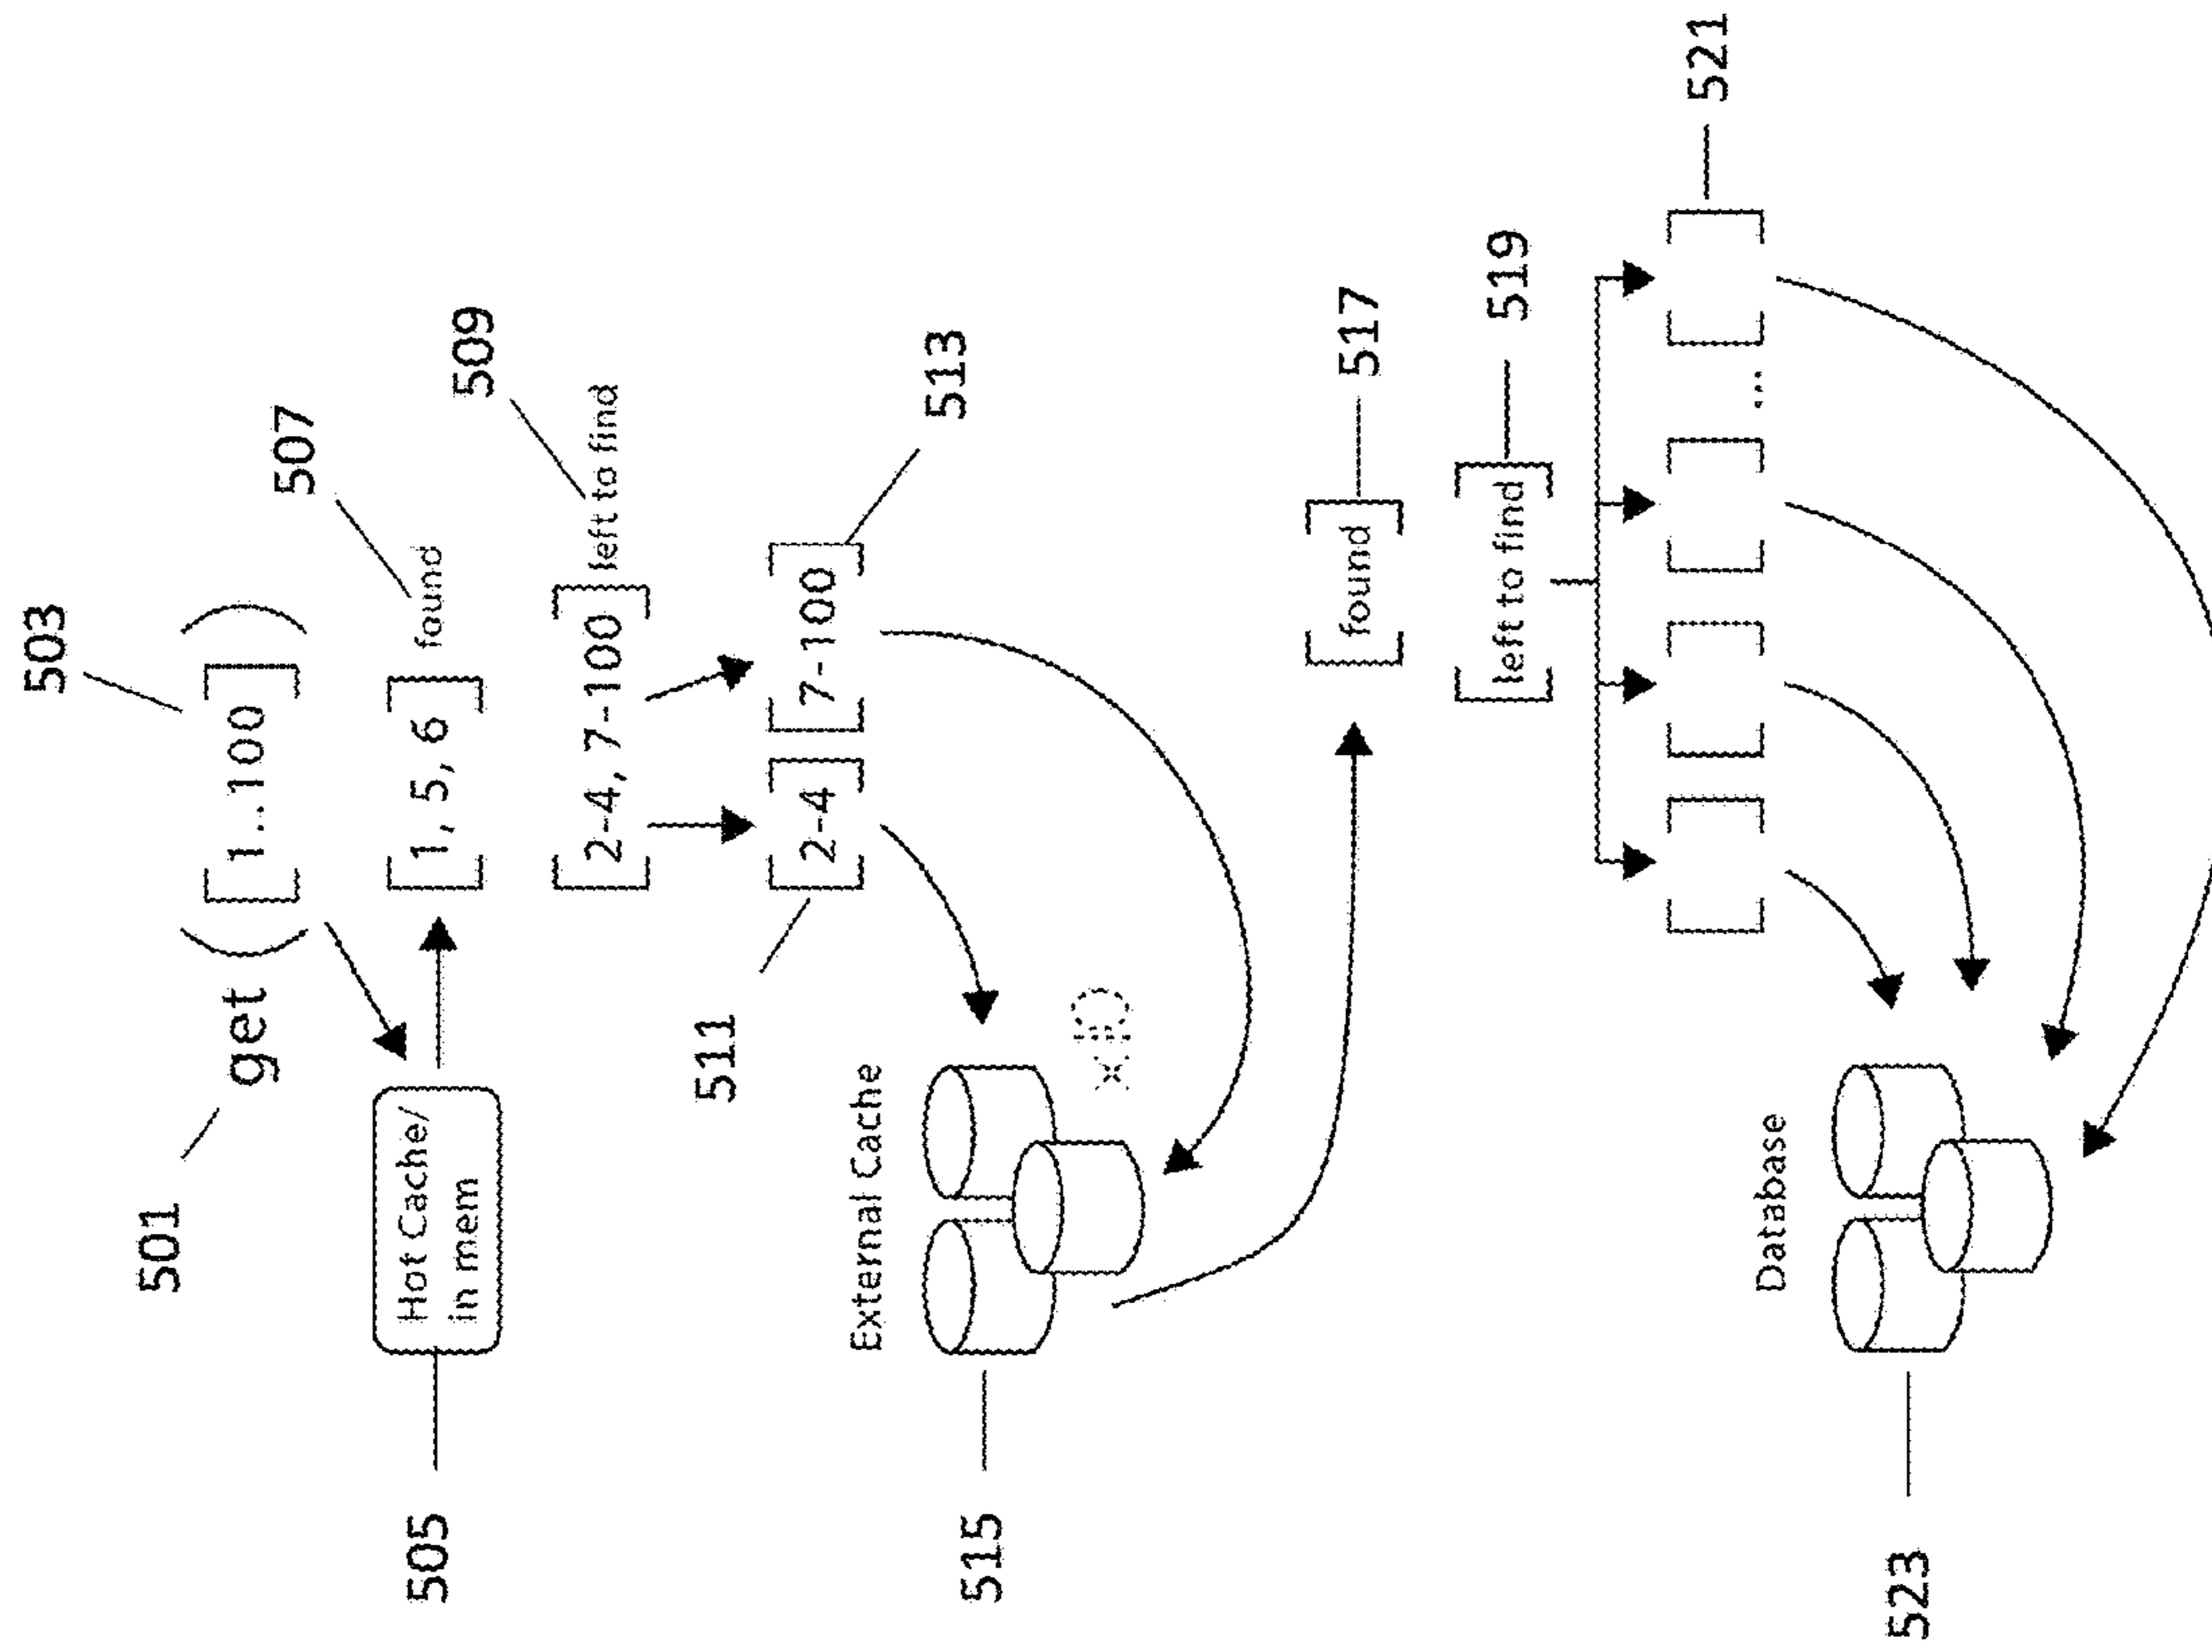 503
501
get ( [1...100] )
507
505
Hot Cache/
in mem
[1, 5, 6] found
509
[2-4, 7-100] left to find
511
[2-4] [7-100]
513
External Cache
515
[found]
517
[left to find]
519
[ ] [ ] [ ] ... [ ]
521
Database
523